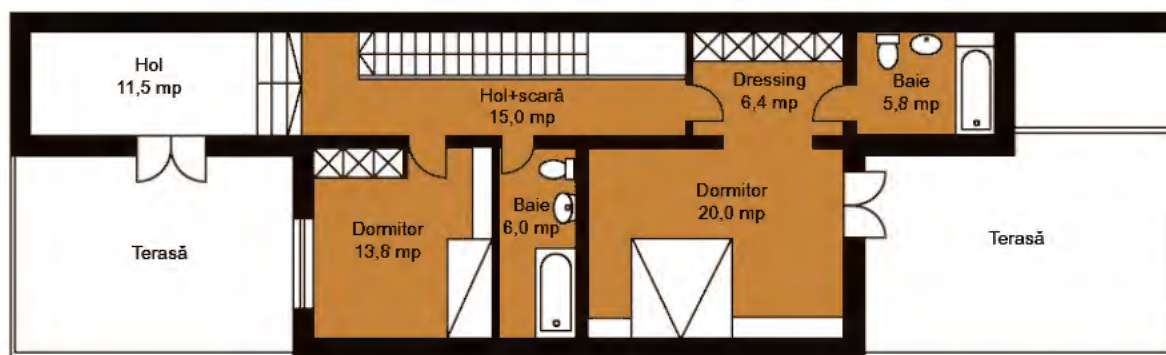 Hol
11,5 mp
Hol+scară
15,0 mp
Dressing
6,4 mp
Baie
5,8 mp
Terasă
Dormitor
13,8 mp
Baie
6,0 mp
Dormitor
20,0 mp
Terasă